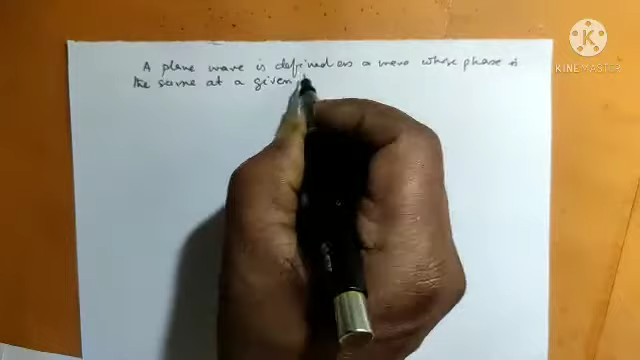 A plane wave is defined as a wave whose phase is
the same at a given
KINEMASTER